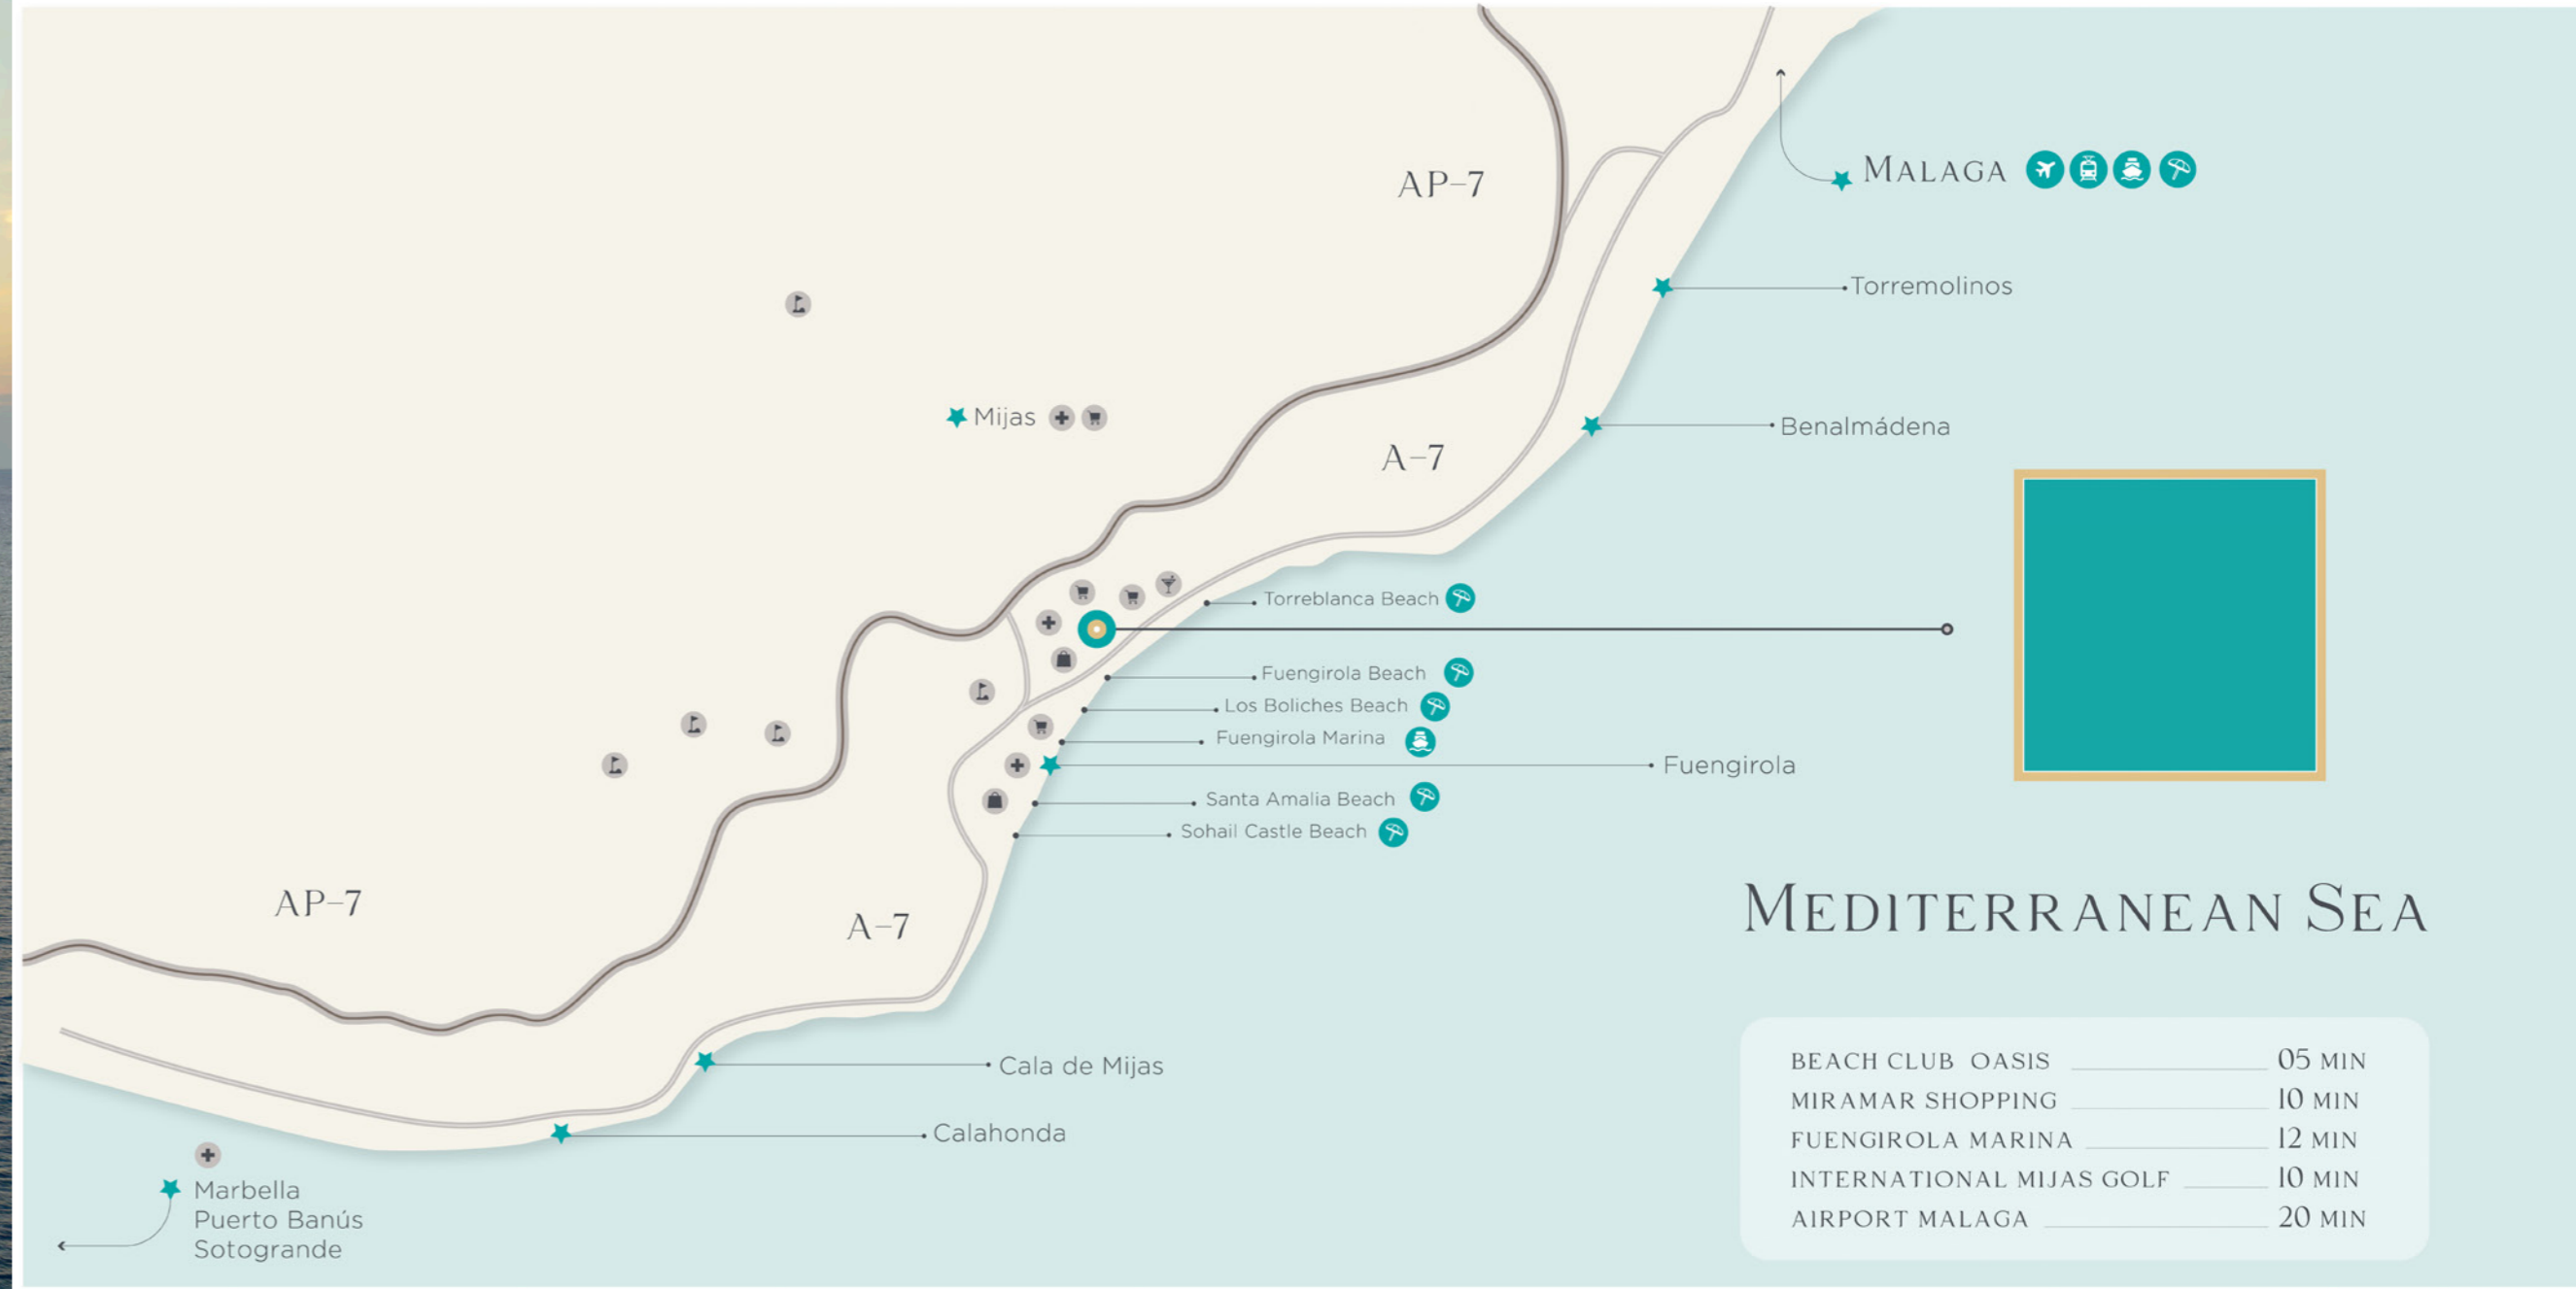 AP–7
MALAGA
Torremolinos
Mijas
Benalmádena
A–7
Torreblanca Beach
Fuengirola Beach
Los Boliches Beach
Fuengirola Marina
Fuengirola
Santa Amalia Beach
Sohail Castle Beach
AP–7
A–7
MEDITERRANEAN SEA
Cala de Mijas
Calahonda
Marbella
Puerto Banús
Sotogrande
BEACH CLUB OASIS 05 MIN
MIRAMAR SHOPPING 10 MIN
FUENGIROLA MARINA 12 MIN
INTERNATIONAL MIJAS GOLF 10 MIN
AIRPORT MALAGA 20 MIN